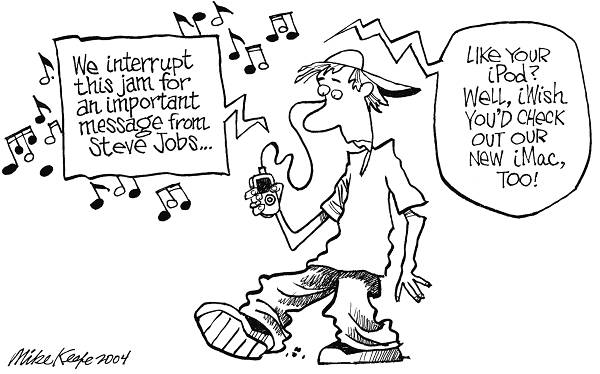 We interrupt
this jam for
an important
message from
Steve Jobs...
LIKE YOUR
iPod?
WELL, iWish
YOU'D CHECK
OUT OUR
NEW iMac,
TOO!
Mike Keefe 2004